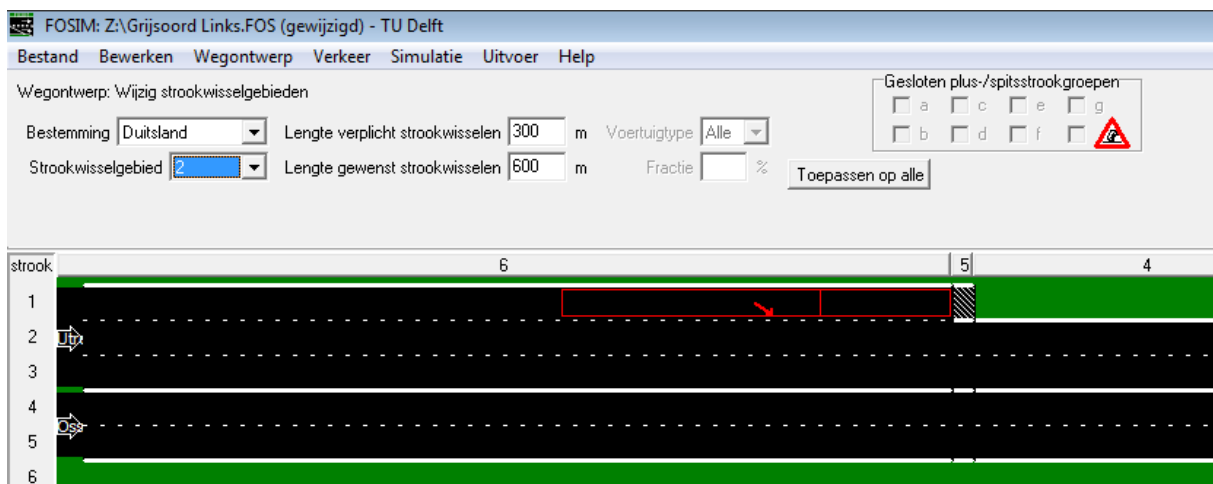 FOSIM: Z:\Grijsoord Links.FOS (gewijzigd) - TU Delft
Bestand Bewerken Wegontwerp Verkeer Simulatie Uitvoer Help
Wegontwerp: Wijzig strookwisselgebieden
Gesloten plus-/spitsstrookgroepen
a c e g
b d f
Bestemming Duitsland Lengte verplicht strookwisselen 300 m Voertuigtype Alle
Strookwisselgebied 2 Lengte gewenst strookwisselen 600 m Fractie %
Toepassen op alle
strook 6 5 4
1
2 Utr
3
4
5 Oss
6